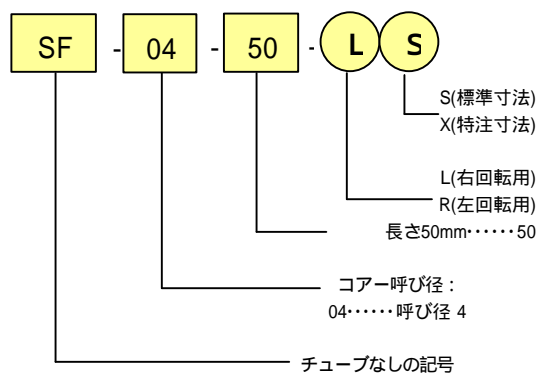 SF - 04 - 50 - L S
S(標準寸法)
X(特注寸法)
L(右回転用)
R(左回転用)
長さ50mm……50
コアー呼び径：
04……呼び径 4
チューブなしの記号